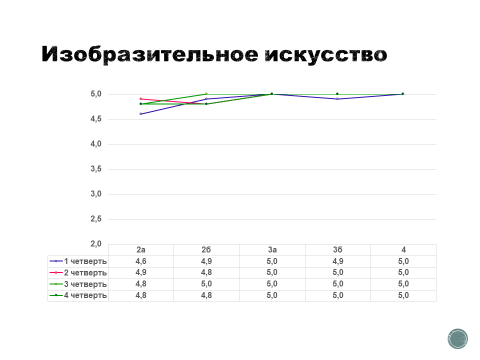 Изобразительное искусство
5,0
4,5
4,0
3,5
3,0
2,5
2,0
2а 2б 3а 3б 4
1 четверть 4,6 4,9 5,0 4,9 5,0
2 четверть 4,9 4,8 5,0 5,0 5,0
3 четверть 4,8 5,0 5,0 5,0 5,0
4 четверть 4,8 4,8 5,0 5,0 5,0